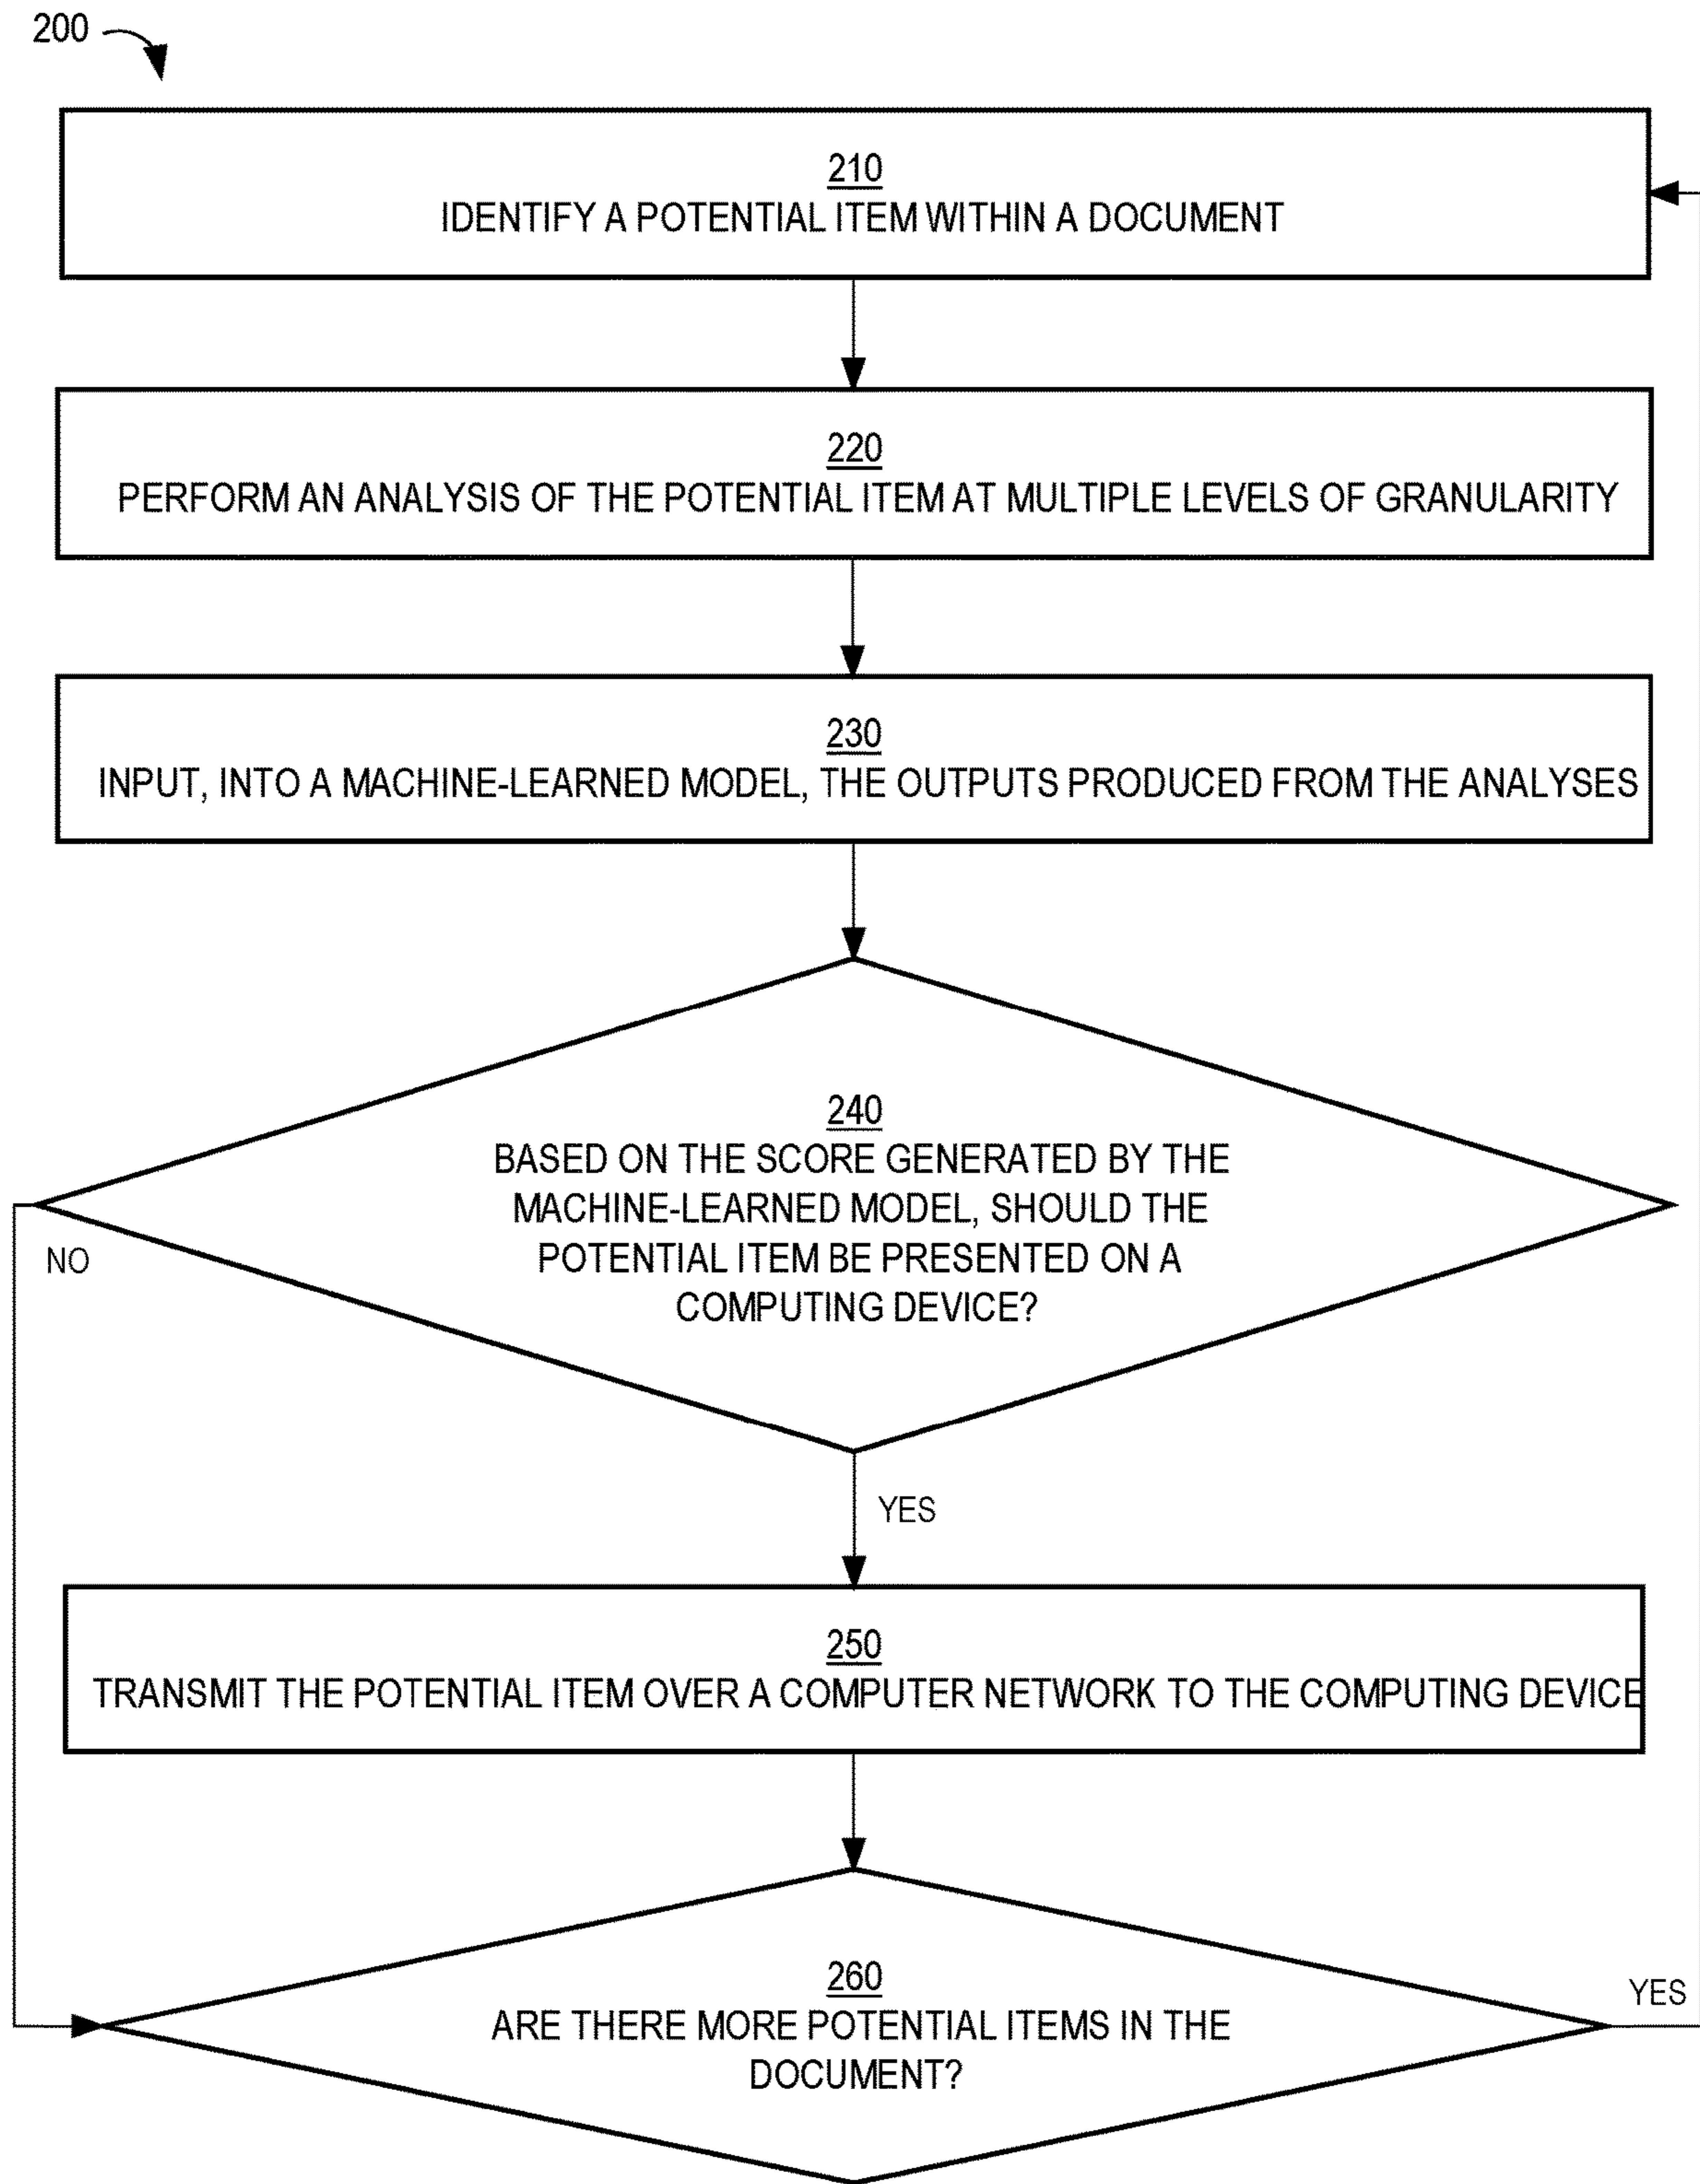 200
210
IDENTIFY A POTENTIAL ITEM WITHIN A DOCUMENT
220
PERFORM AN ANALYSIS OF THE POTENTIAL ITEM AT MULTIPLE LEVELS OF GRANULARITY
230
INPUT, INTO A MACHINE-LEARNED MODEL, THE OUTPUTS PRODUCED FROM THE ANALYSES
240
BASED ON THE SCORE GENERATED BY THE
MACHINE-LEARNED MODEL, SHOULD THE
POTENTIAL ITEM BE PRESENTED ON A
COMPUTING DEVICE?
NO
YES
250
TRANSMIT THE POTENTIAL ITEM OVER A COMPUTER NETWORK TO THE COMPUTING DEVICE
260
ARE THERE MORE POTENTIAL ITEMS IN THE
DOCUMENT?
YES